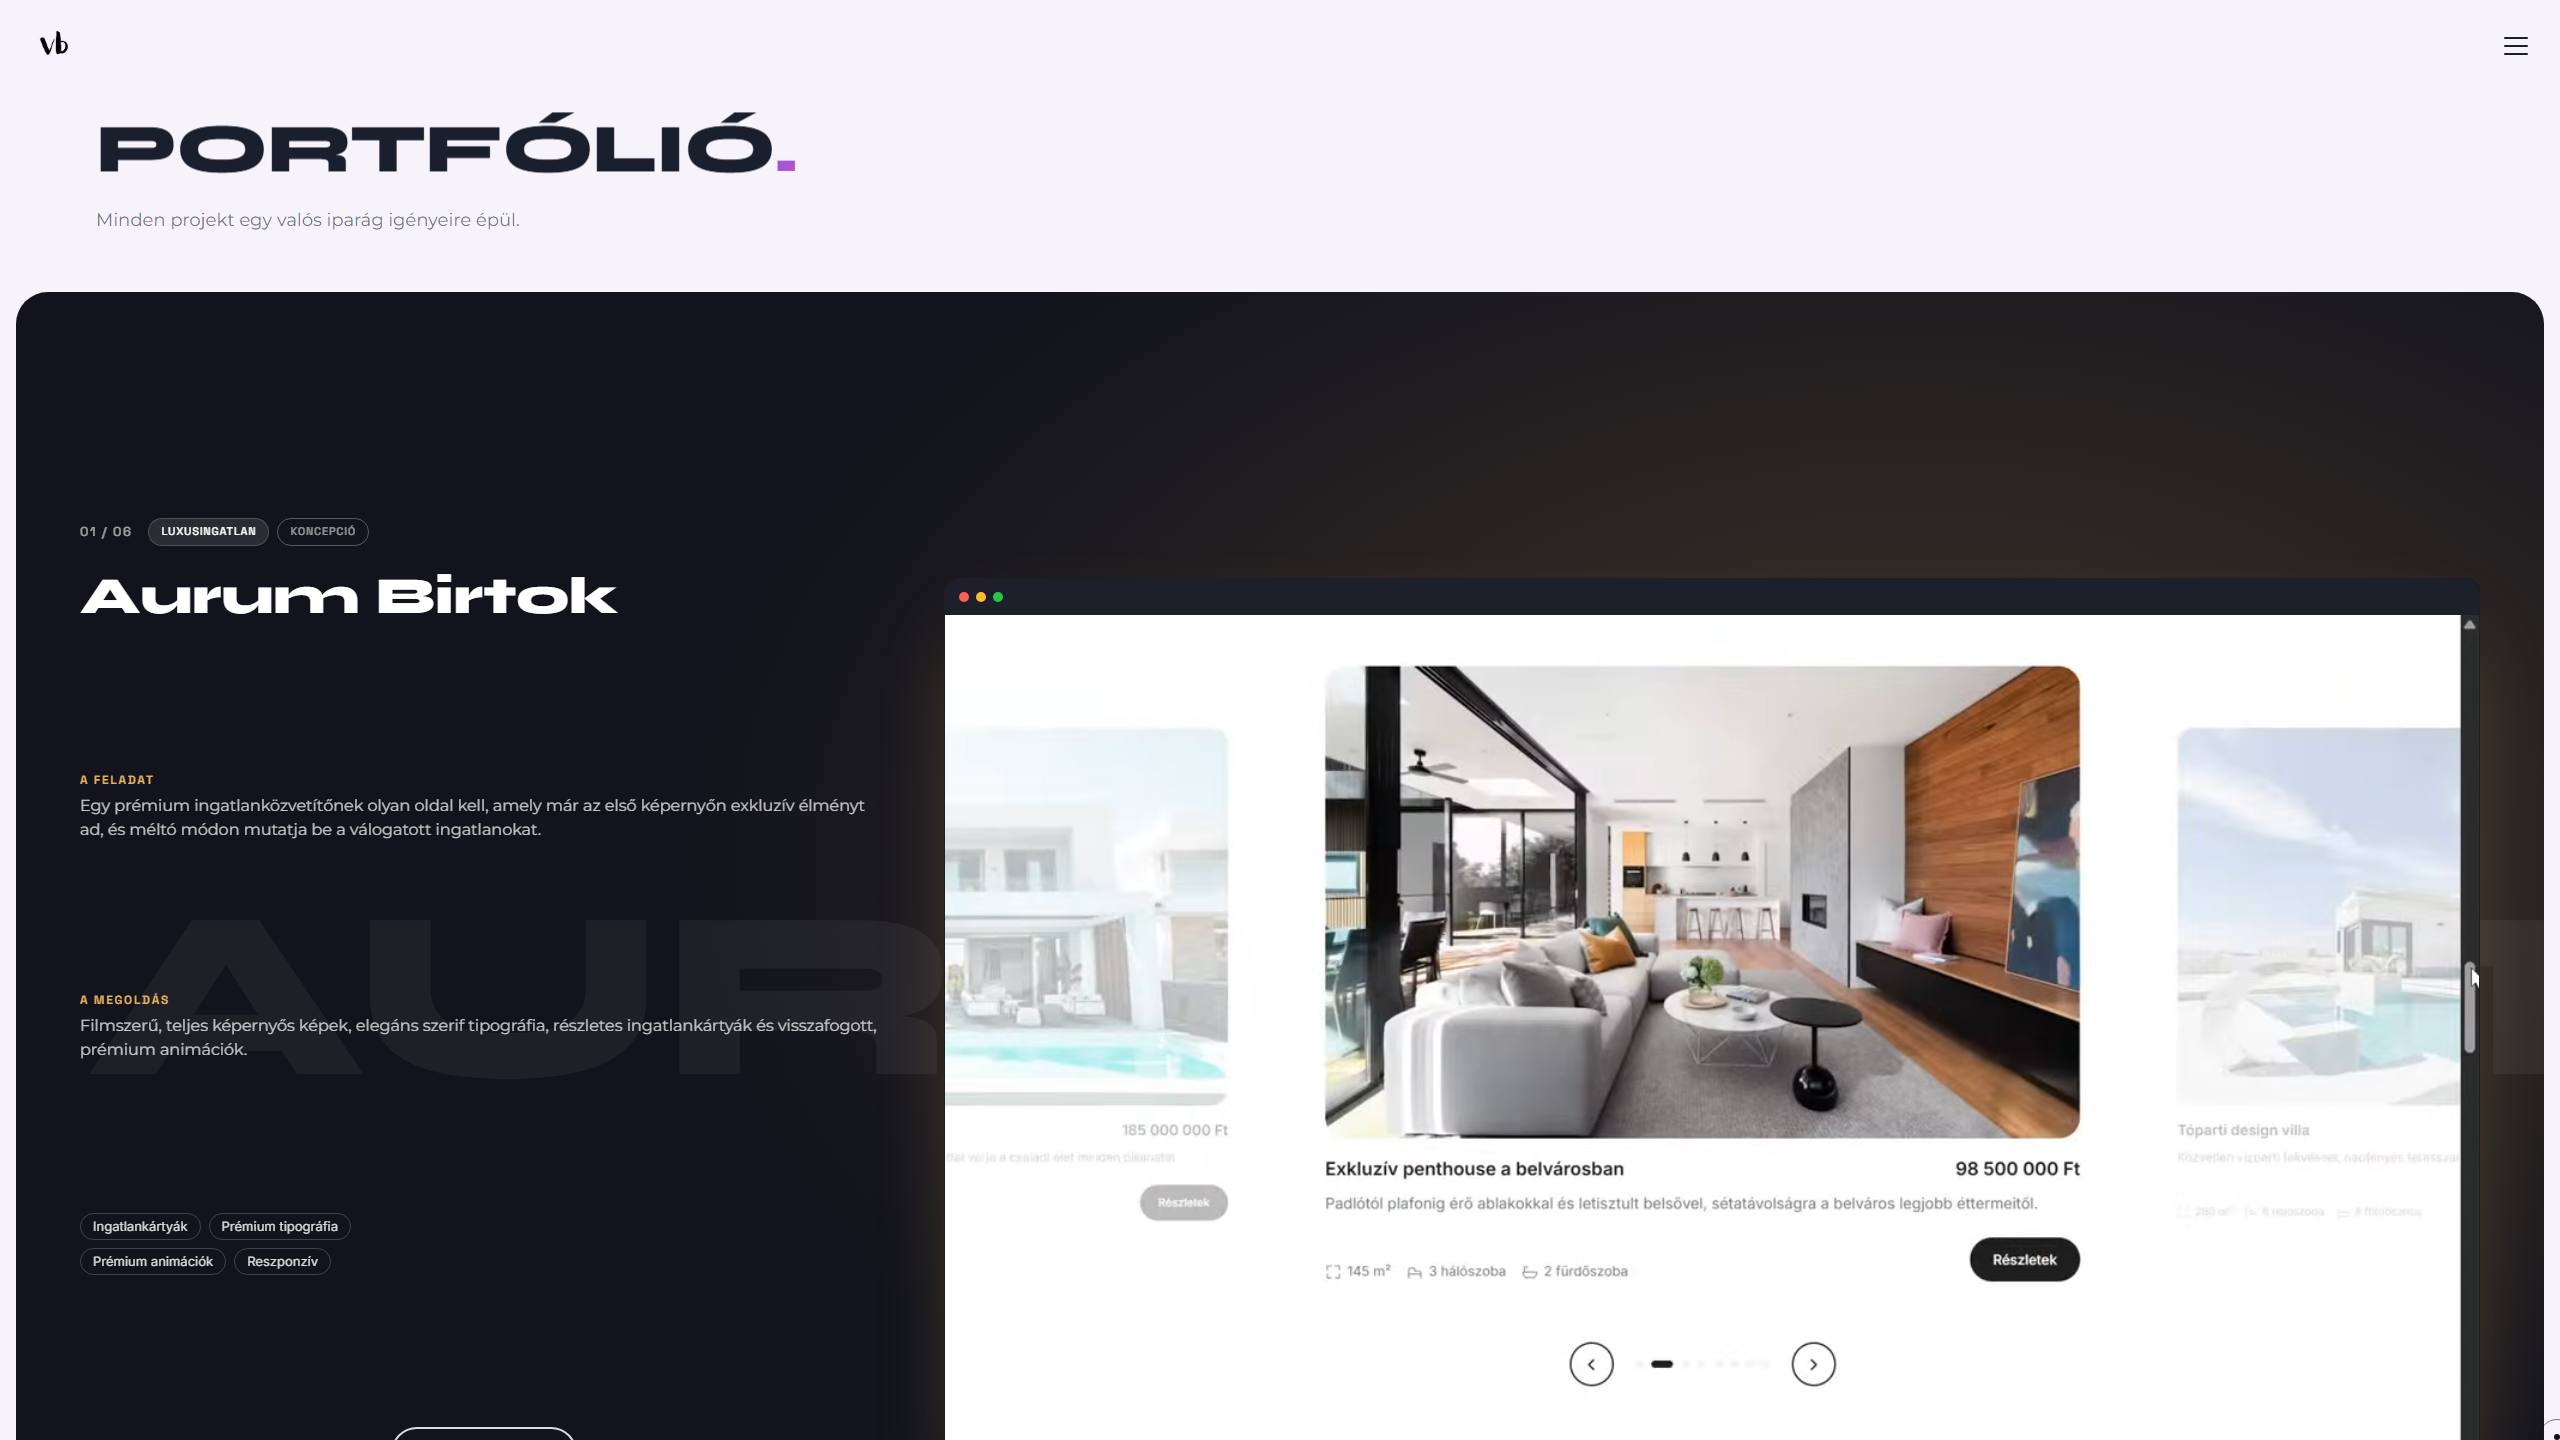 vb
PORTFÓLIÓ.
Minden projekt egy valós iparág igényeire épül.
01 / 06
LUXUSINGATLAN
KONCEPCIÓ
Aurum Birtok
A FELADAT
Egy prémium ingatlanközvetítőnek olyan oldal kell, amely már az első képernyőn exkluzív élményt
ad, és méltó módon mutatja be a válogatott ingatlanokat.
AUR
A MEGOLDÁS
Filmszerű, teljes képernyős képek, elegáns szerif tipográfia, részletes ingatlankártyák és visszafogott,
prémium animációk.
Ingatlankártyák
Prémium tipográfia
Prémium animációk
Reszponzív
185 000 000 Ft
Részletek
Exkluzív penthouse a belvárosban
98 500 000 Ft
Padlótól plafonig érő ablakokkal és letisztult belsővel, sétatávolságra a belváros legjobb éttermeitől.
145 m²
3 hálószoba
2 fürdőszoba
Részletek
Tóparti design villa